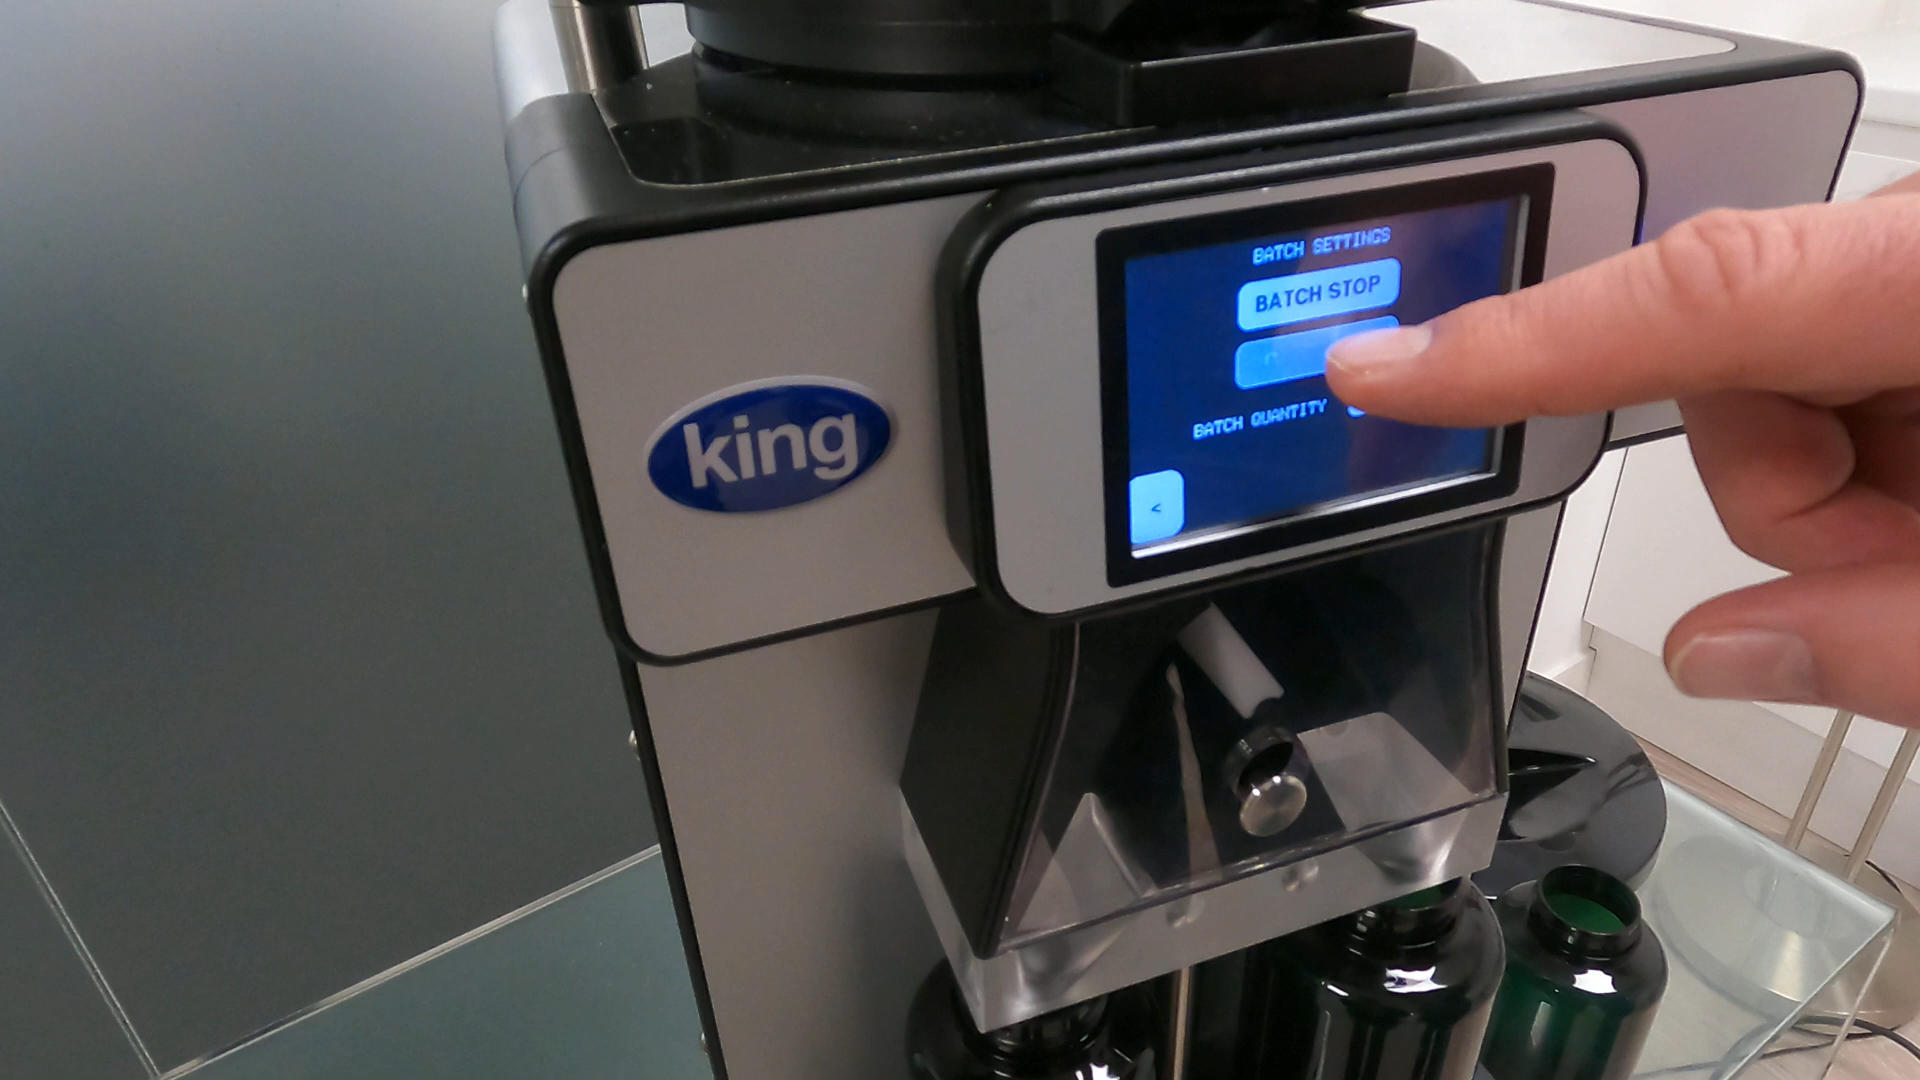 BATCH SETTINGS
BATCH STOP
BATCH QUANTITY
<
king